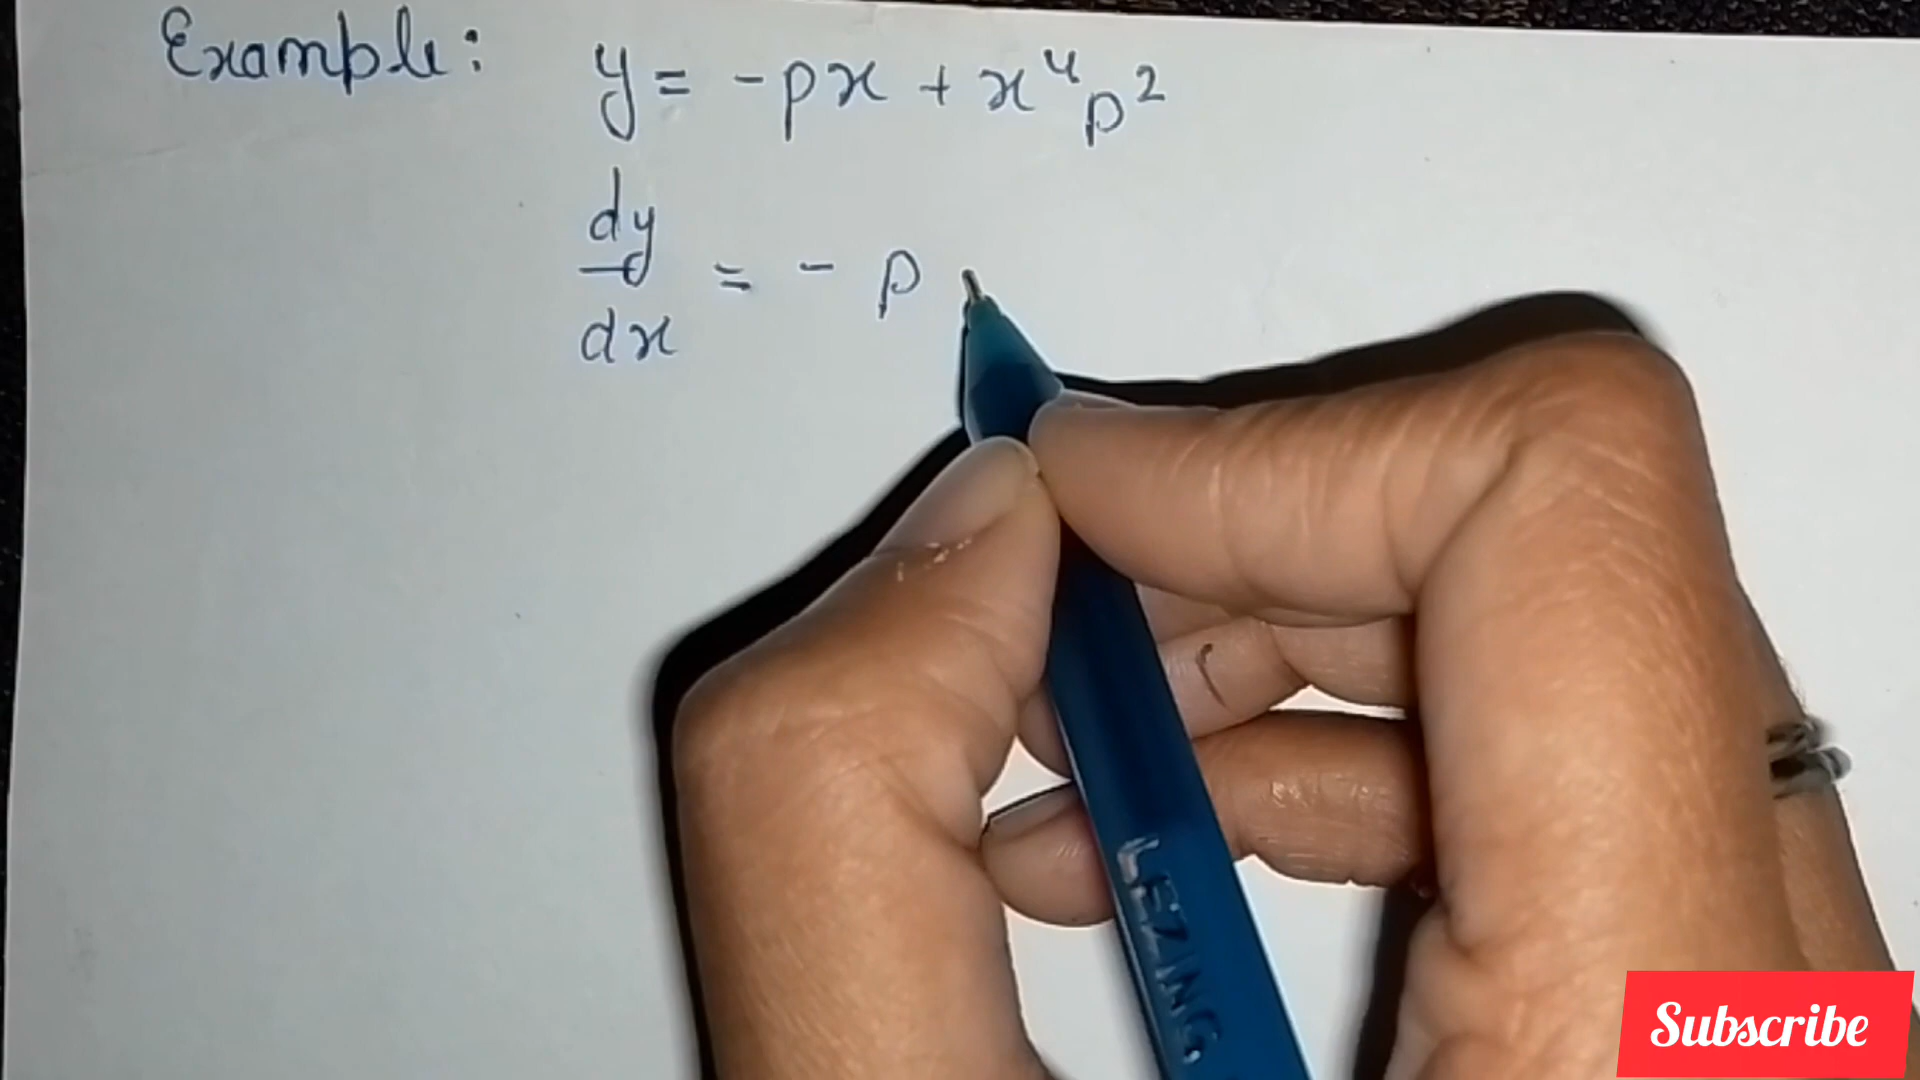 Example: y = -px + x⁴p²
dy/dx = - p
LEZING
Subscribe